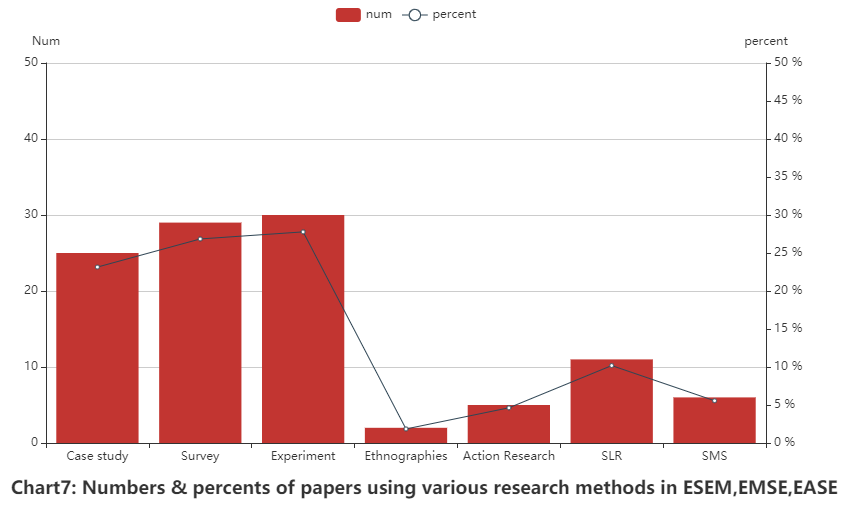 num percent
Num percent
50 50 %
45 %
40 40 %
35 %
30 30 %
25 %
20 20 %
15 %
10 10 %
5 %
0 0 %
Case study Survey Experiment Ethnographies Action Research SLR SMS
Chart7: Numbers & percents of papers using various research methods in ESEM,EMSE,EASE